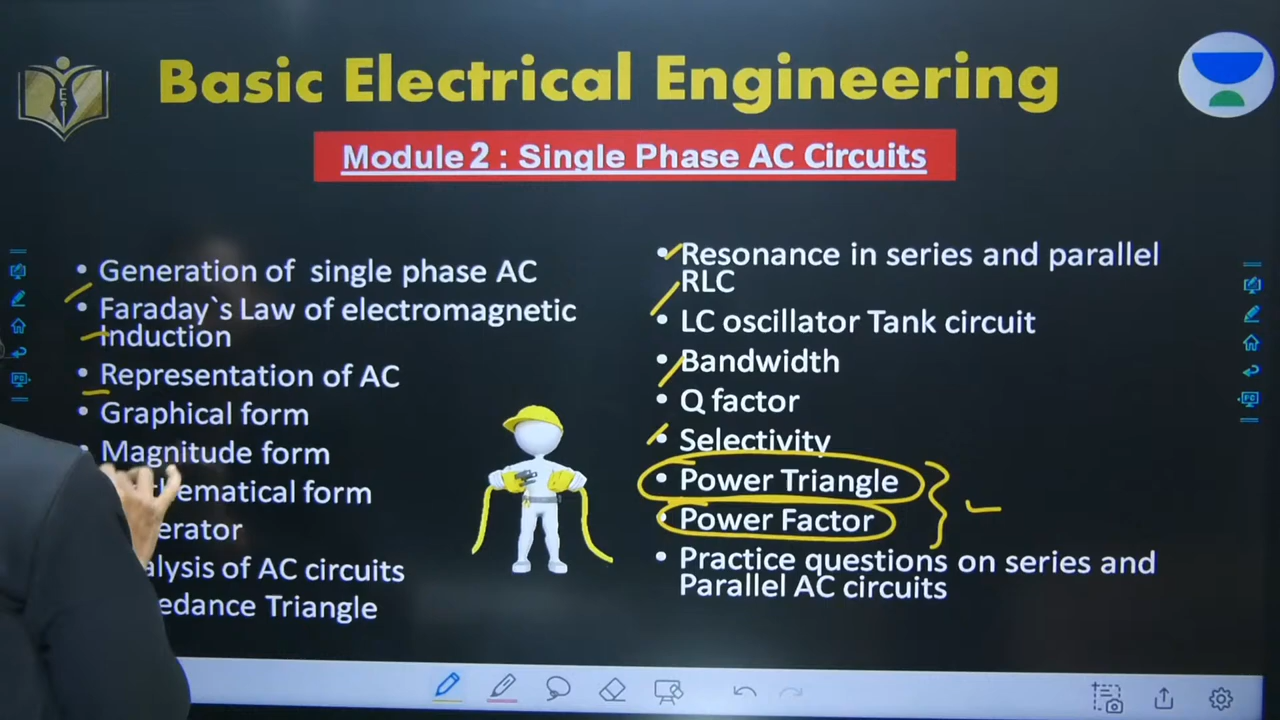 Basic Electrical Engineering
Module 2 : Single Phase AC Circuits
• Generation of single phase AC
• Faraday`s Law of electromagnetic
Induction
• Representation of AC
• Graphical form
• Magnitude form
hematical form
erator
alysis of AC circuits
edance Triangle
• Resonance in series and parallel
RLC
• LC oscillator Tank circuit
• Bandwidth
• Q factor
• Selectivity
• Power Triangle
• Power Factor
• Practice questions on series and
Parallel AC circuits